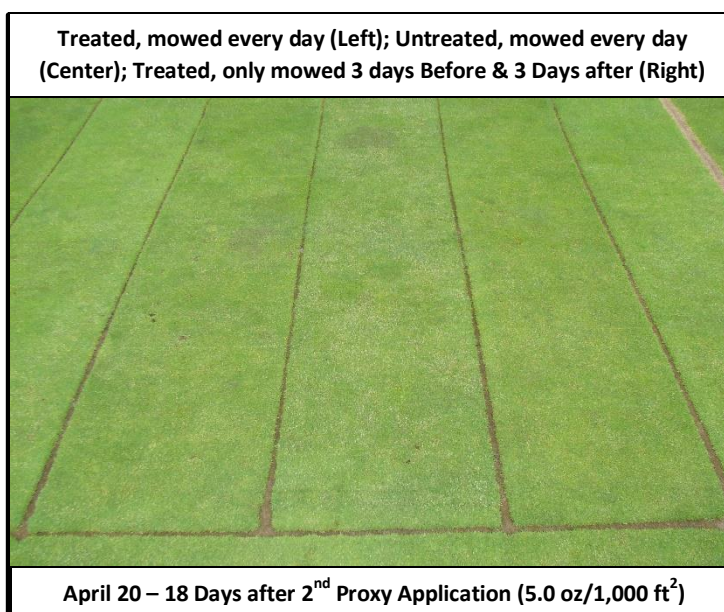 Treated, mowed every day (Left); Untreated, mowed every day
(Center); Treated, only mowed 3 days Before & 3 Days after (Right)
April 20 – 18 Days after 2nd Proxy Application (5.0 oz/1,000 ft2)